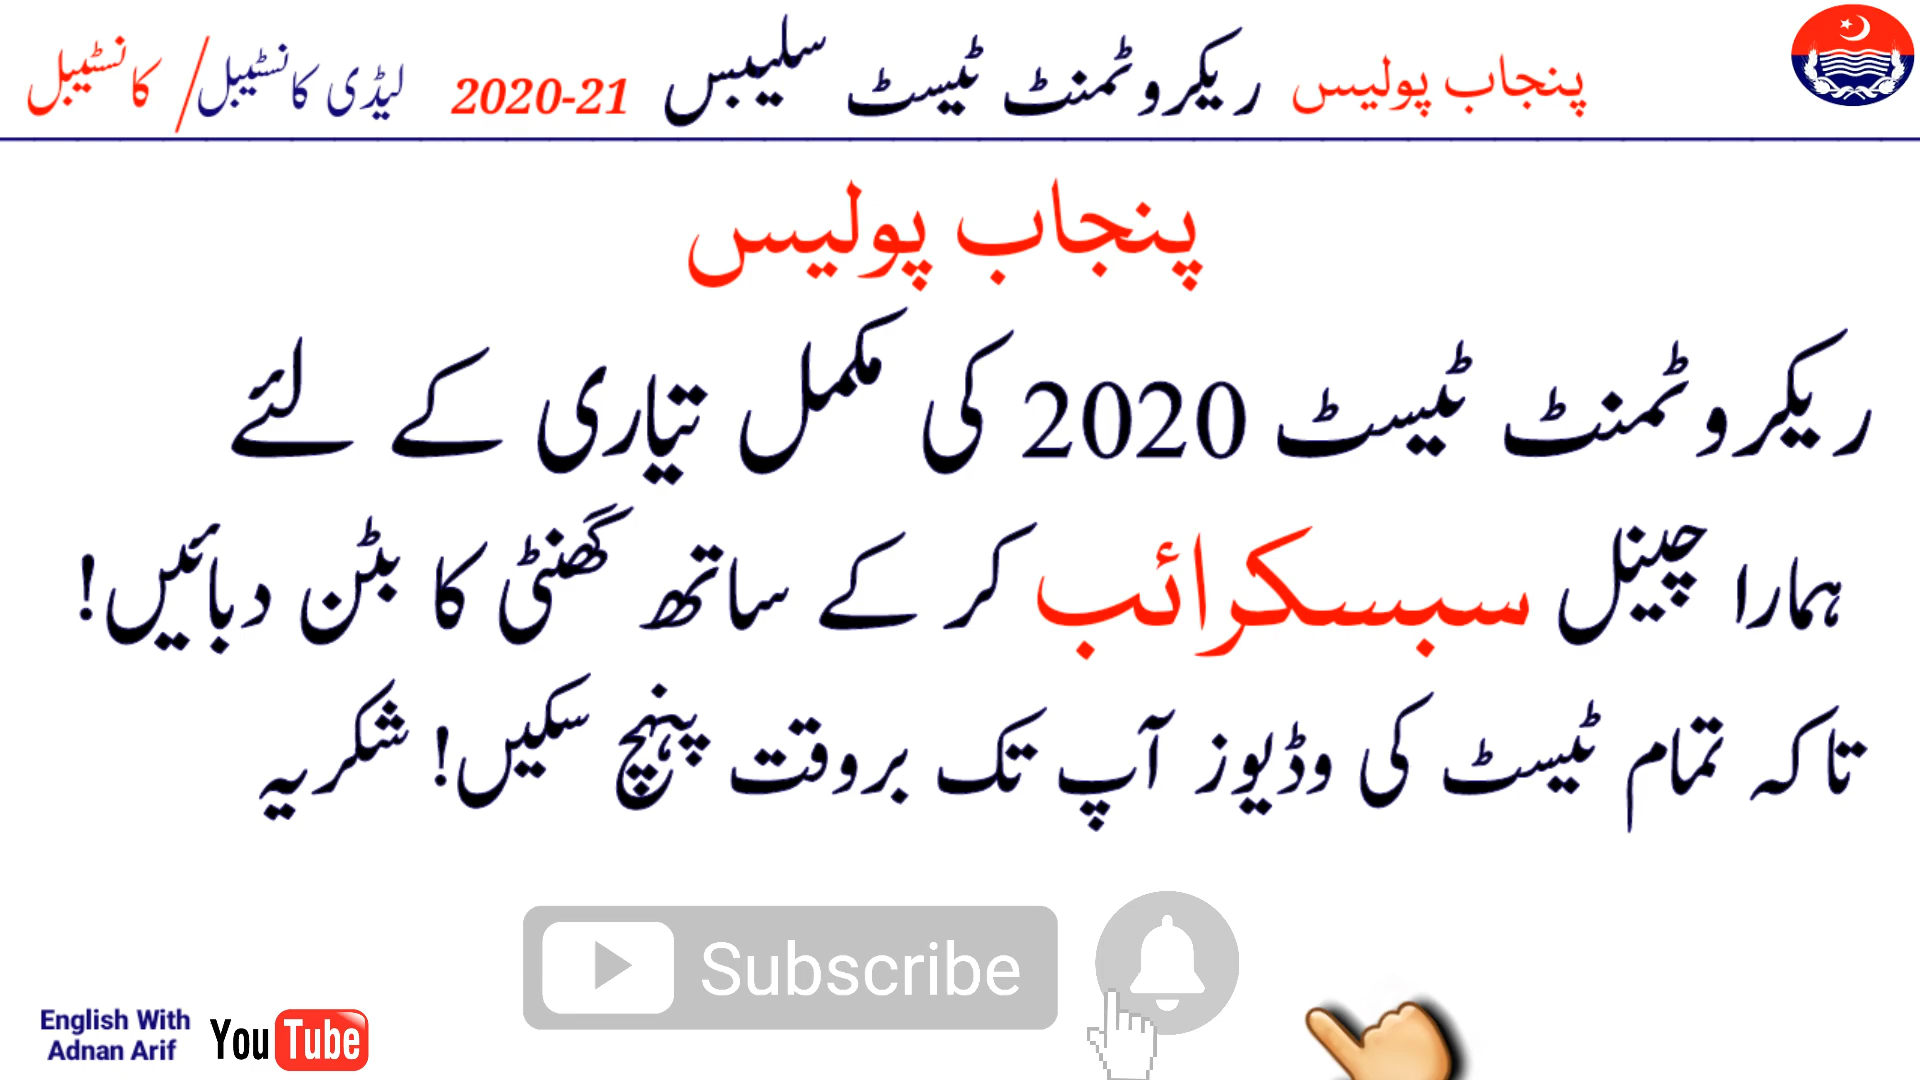 پنجاب پولیس ریکروٹمنٹ ٹیسٹ سلیبس 2020-21 لیڈی کانسٹیبل/کانسٹیبل
پنجاب پولیس
ریکروٹمنٹ ٹیسٹ 2020 کی مکمل تیاری کے لئے
ہمارا چینل سبسکرائب کر کے ساتھ گھنٹی کا بٹن دبائیں!
تاکہ تمام ٹیسٹ کی وڈیوز آپ تک بروقت پہنچ سکیں! شکریہ
Subscribe
English With
Adnan Arif
YouTube